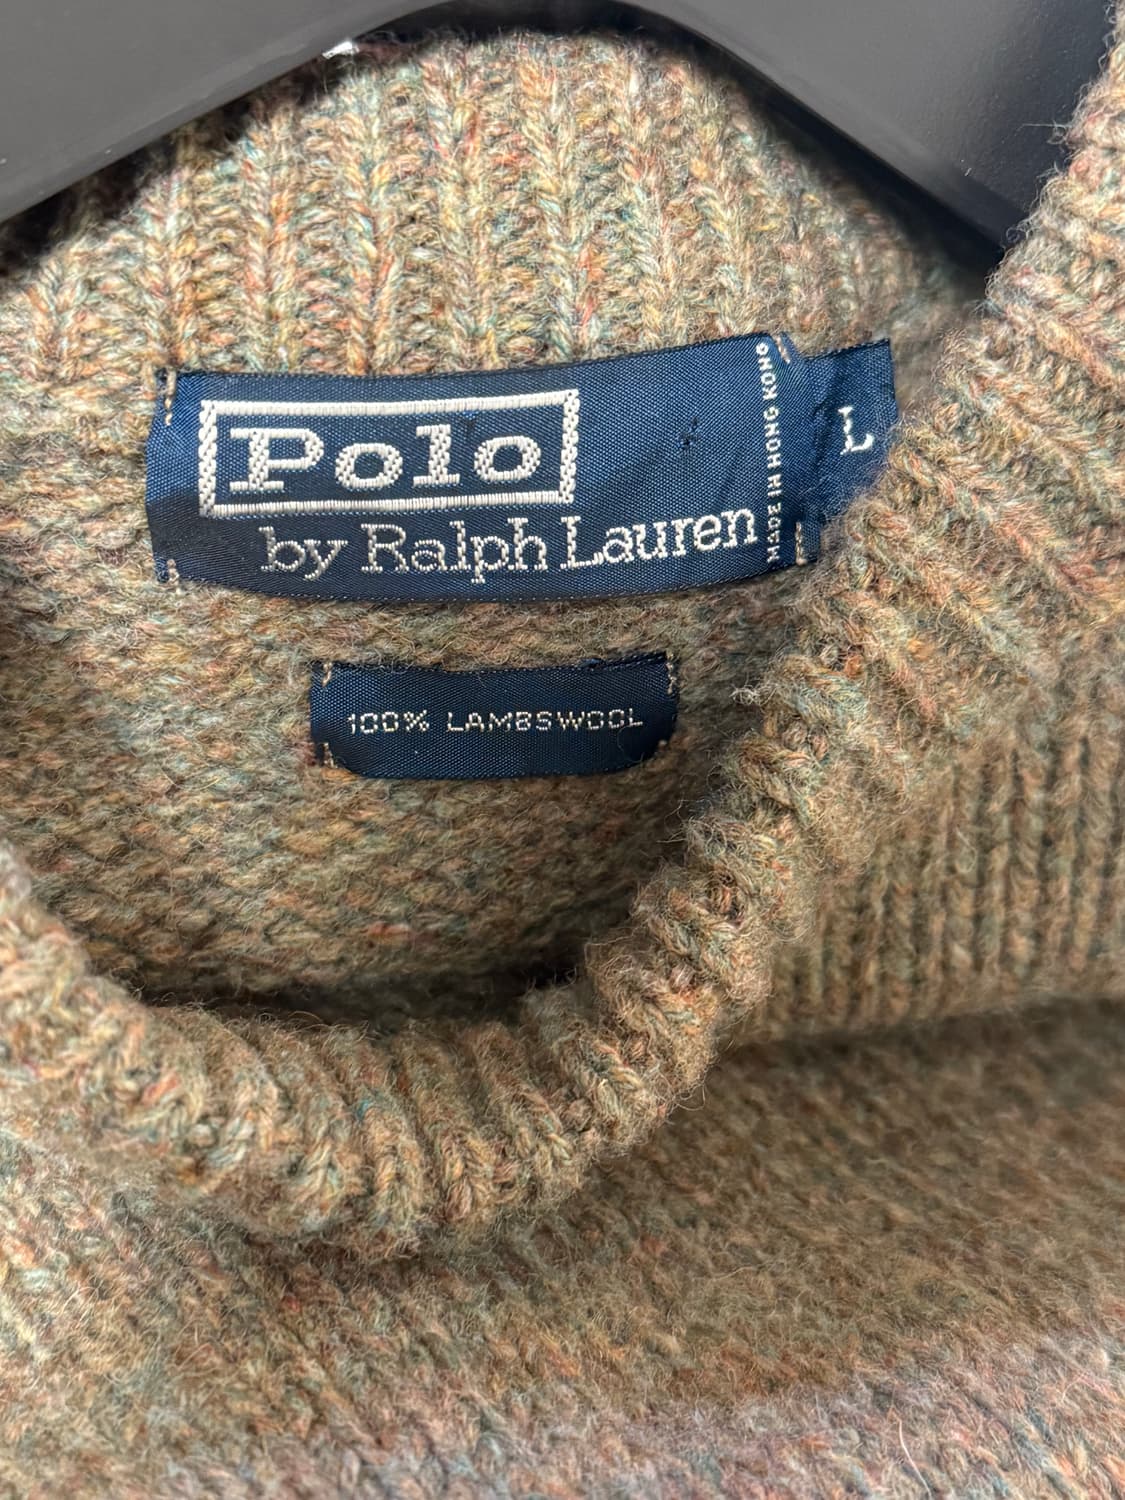 Polo
by Ralph Lauren
MADE IN HONG KONG
L
100% LAMBSWOOL